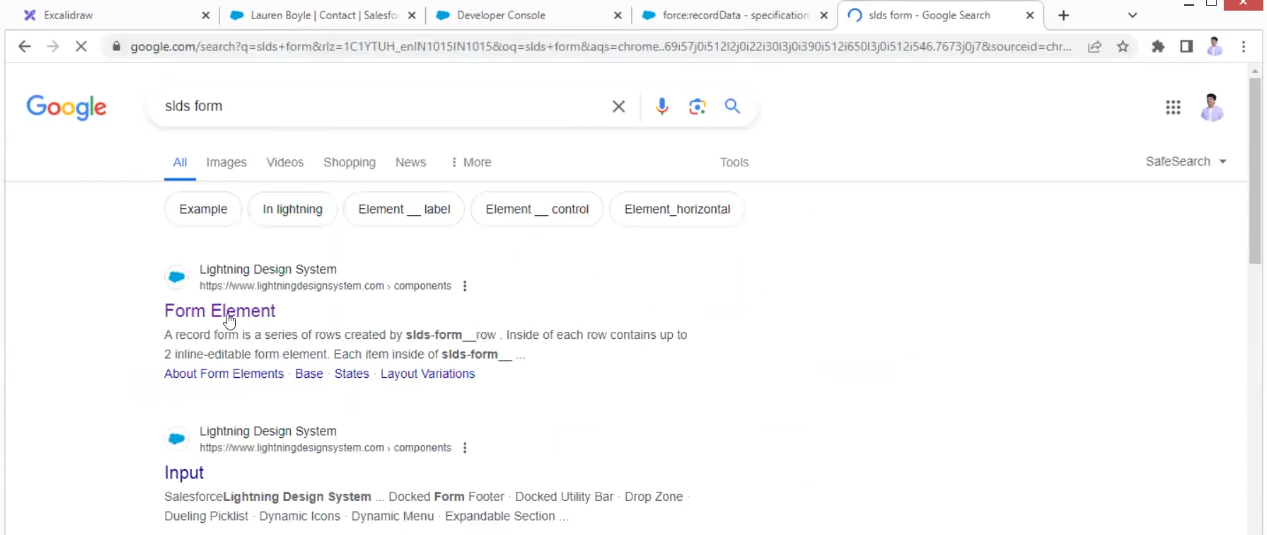 Excalidraw
Lauren Boyle | Contact | Salesfo
Developer Console
force:recordData - specification
slds form - Google Search
google.com/search?q=slds+form&rlz=1C1YTUH_enIN1015IN1015&oq=slds+form&aqs=chrome..69i57j0i512l2j0i22i30l3j0i390i512i650l3j0i512i546.7673j0j7&sourceid=chr...
Google
slds form
All Images Videos Shopping News More Tools
SafeSearch
Example In lightning Element __ label Element __ control Element_horizontal
Lightning Design System
https://www.lightningdesignsystem.com › components
Form Element
A record form is a series of rows created by slds-form__row . Inside of each row contains up to
2 inline-editable form element. Each item inside of slds-form__ ...
About Form Elements · Base · States · Layout Variations
Lightning Design System
https://www.lightningdesignsystem.com › components
Input
SalesforceLightning Design System ... Docked Form Footer · Docked Utility Bar · Drop Zone ·
Dueling Picklist · Dynamic Icons · Dynamic Menu · Expandable Section ...